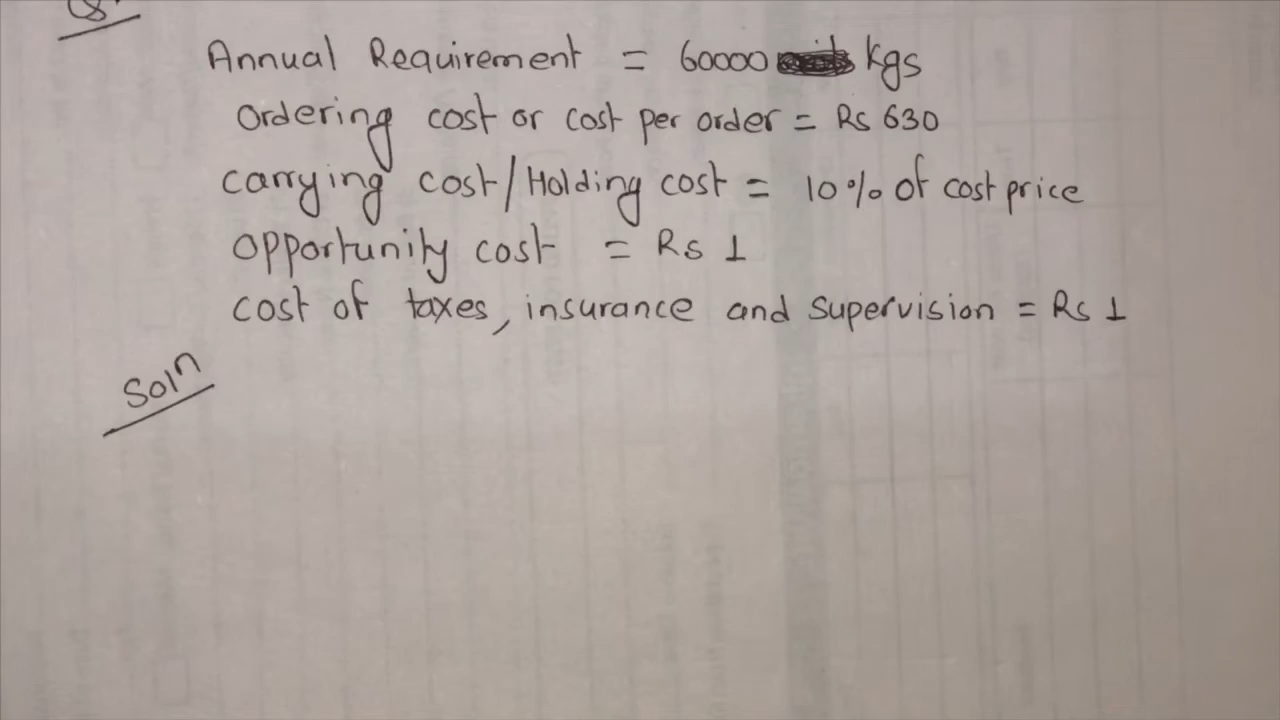 Q
Annual Requirement = 60000 kgs
Ordering cost or cost per order = Rs 630
Carrying cost/Holding cost = 10% of cost price
Opportunity cost = Rs 1
Cost of taxes, insurance and supervision = Rs 1
Soln